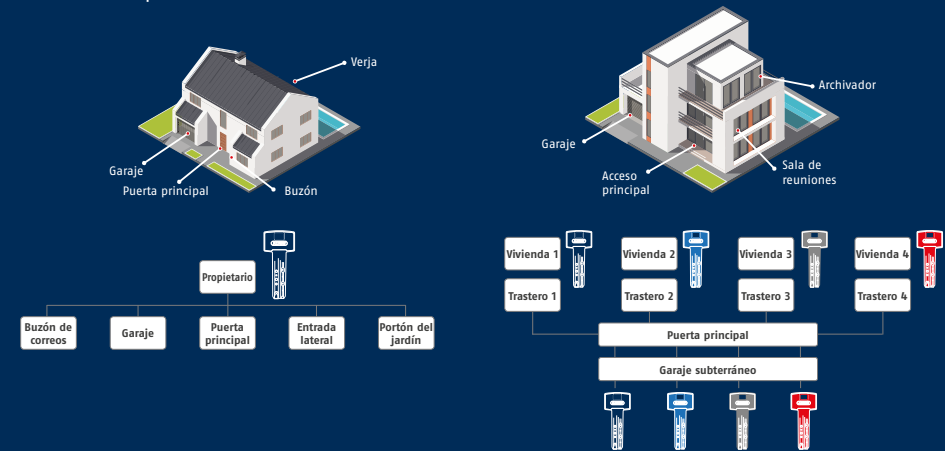 Verja
Garaje
Puerta principal
Buzón
Archivador
Garaje
Acceso
principal
Sala de
reuniones
Propietario
Buzón de
correos
Garaje
Puerta
principal
Entrada
lateral
Portón del
jardín
Vivienda 1
Vivienda 2
Vivienda 3
Vivienda 4
Trastero 1
Trastero 2
Trastero 3
Trastero 4
Puerta principal
Garaje subterráneo